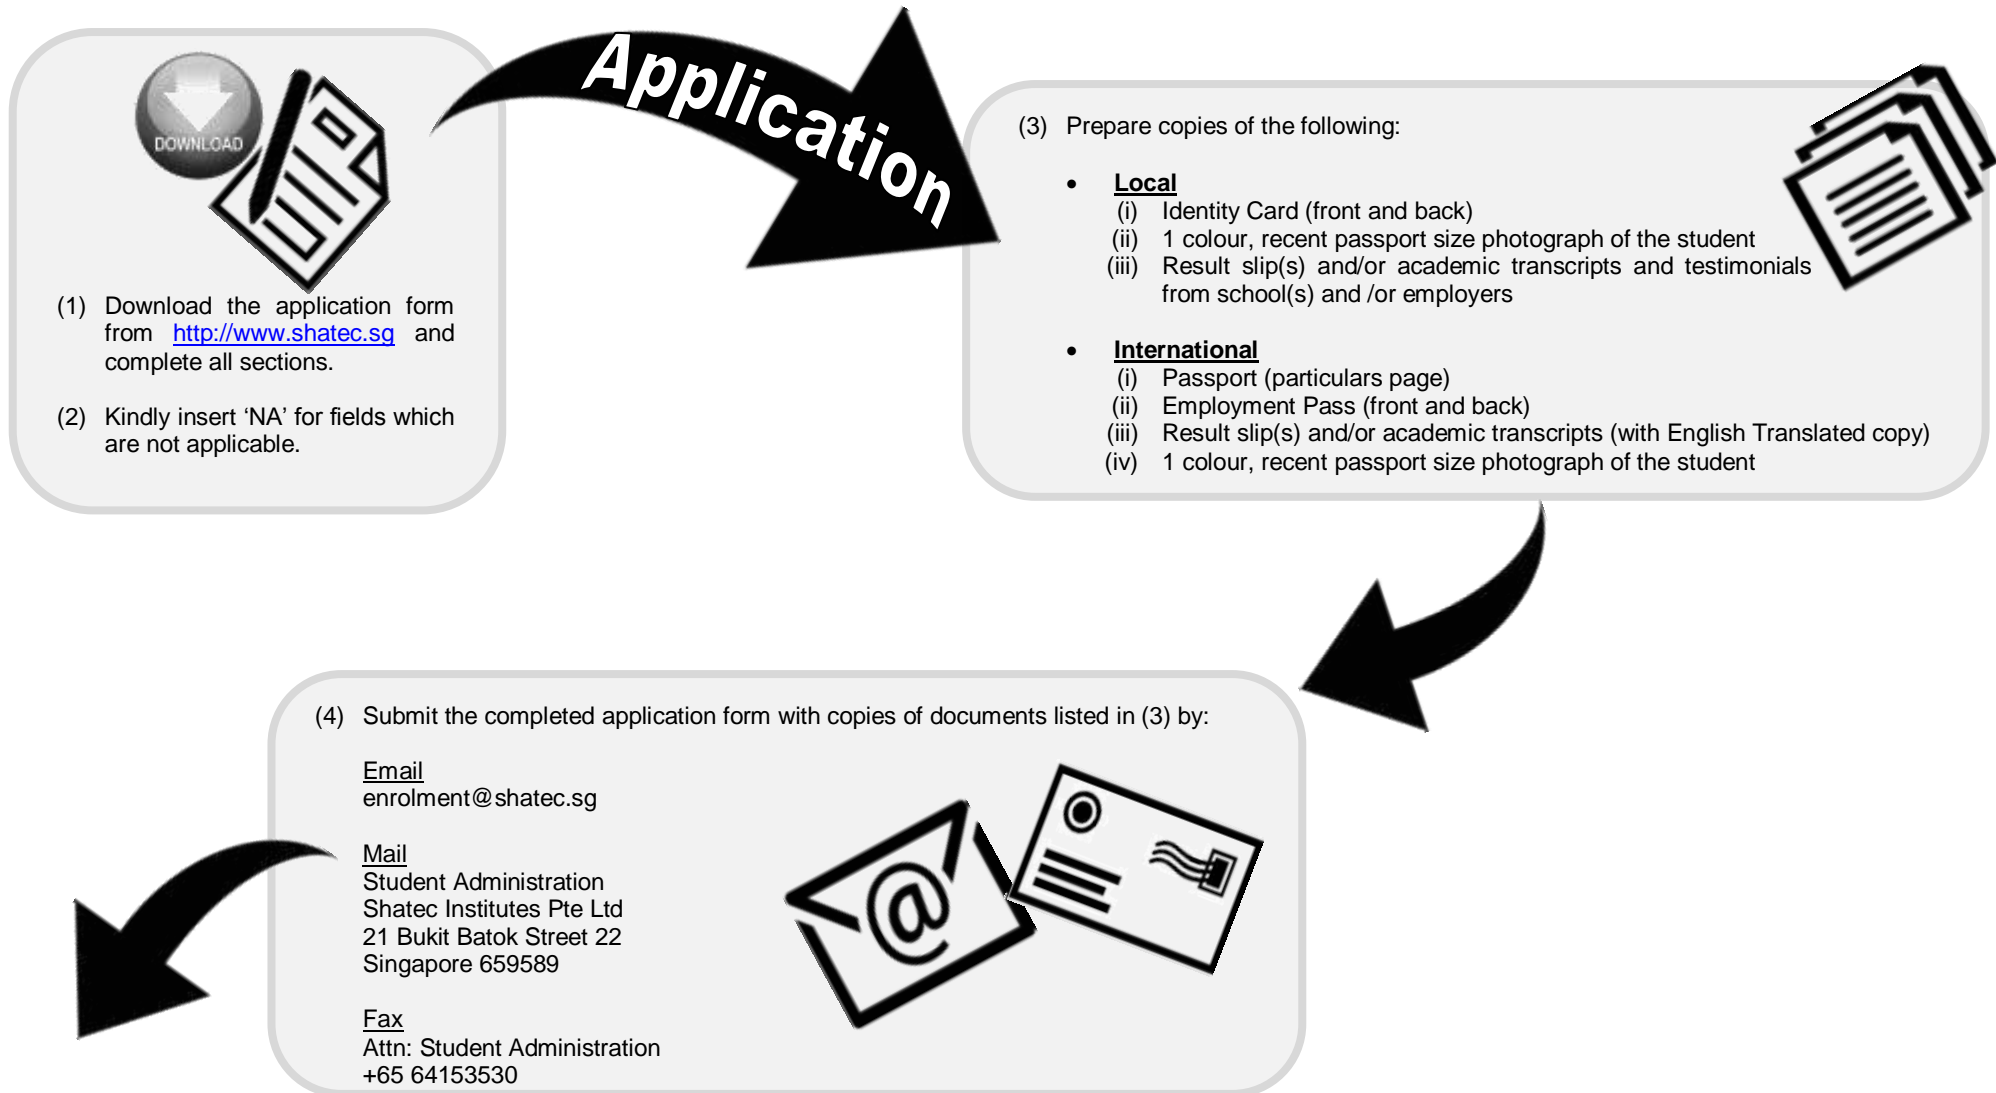 DOWNLOAD
(1) Download the application form
from http://www.shatec.sg and
complete all sections.
(2) Kindly insert ‘NA’ for fields which
are not applicable.
Application
(3) Prepare copies of the following:
• Local
(i) Identity Card (front and back)
(ii) 1 colour, recent passport size photograph of the student
(iii) Result slip(s) and/or academic transcripts and testimonials
from school(s) and /or employers
• International
(i) Passport (particulars page)
(ii) Employment Pass (front and back)
(iii) Result slip(s) and/or academic transcripts (with English Translated copy)
(iv) 1 colour, recent passport size photograph of the student
(4) Submit the completed application form with copies of documents listed in (3) by:
Email
enrolment@shatec.sg
Mail
Student Administration
Shatec Institutes Pte Ltd
21 Bukit Batok Street 22
Singapore 659589
Fax
Attn: Student Administration
+65 64153530
@